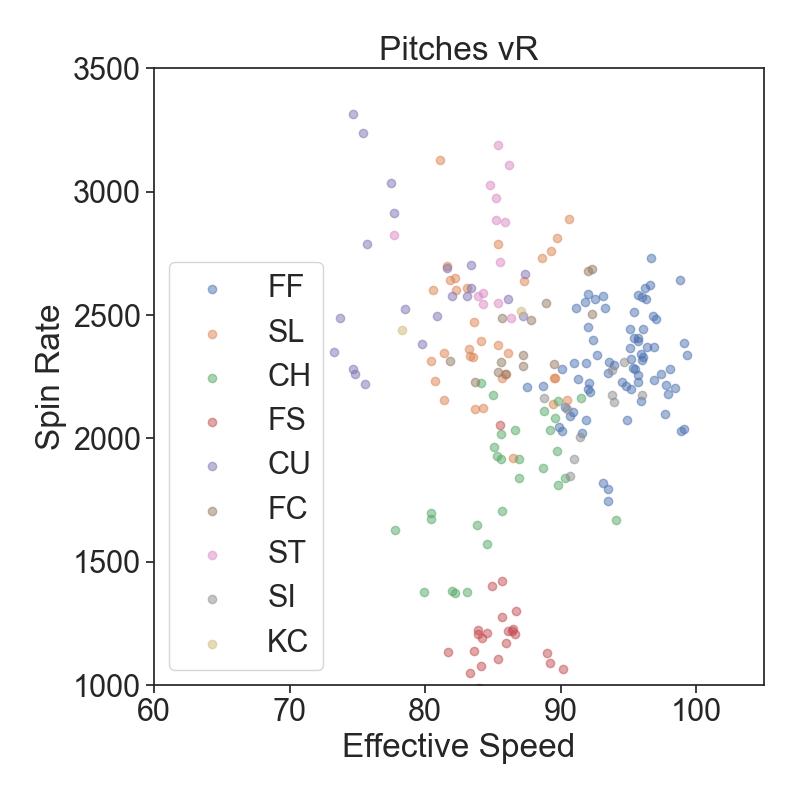 Pitches vR
3500
3000
2500
2000
1500
1000
Spin Rate
FF
SL
CH
FS
CU
FC
ST
SI
KC
60 70 80 90 100
Effective Speed